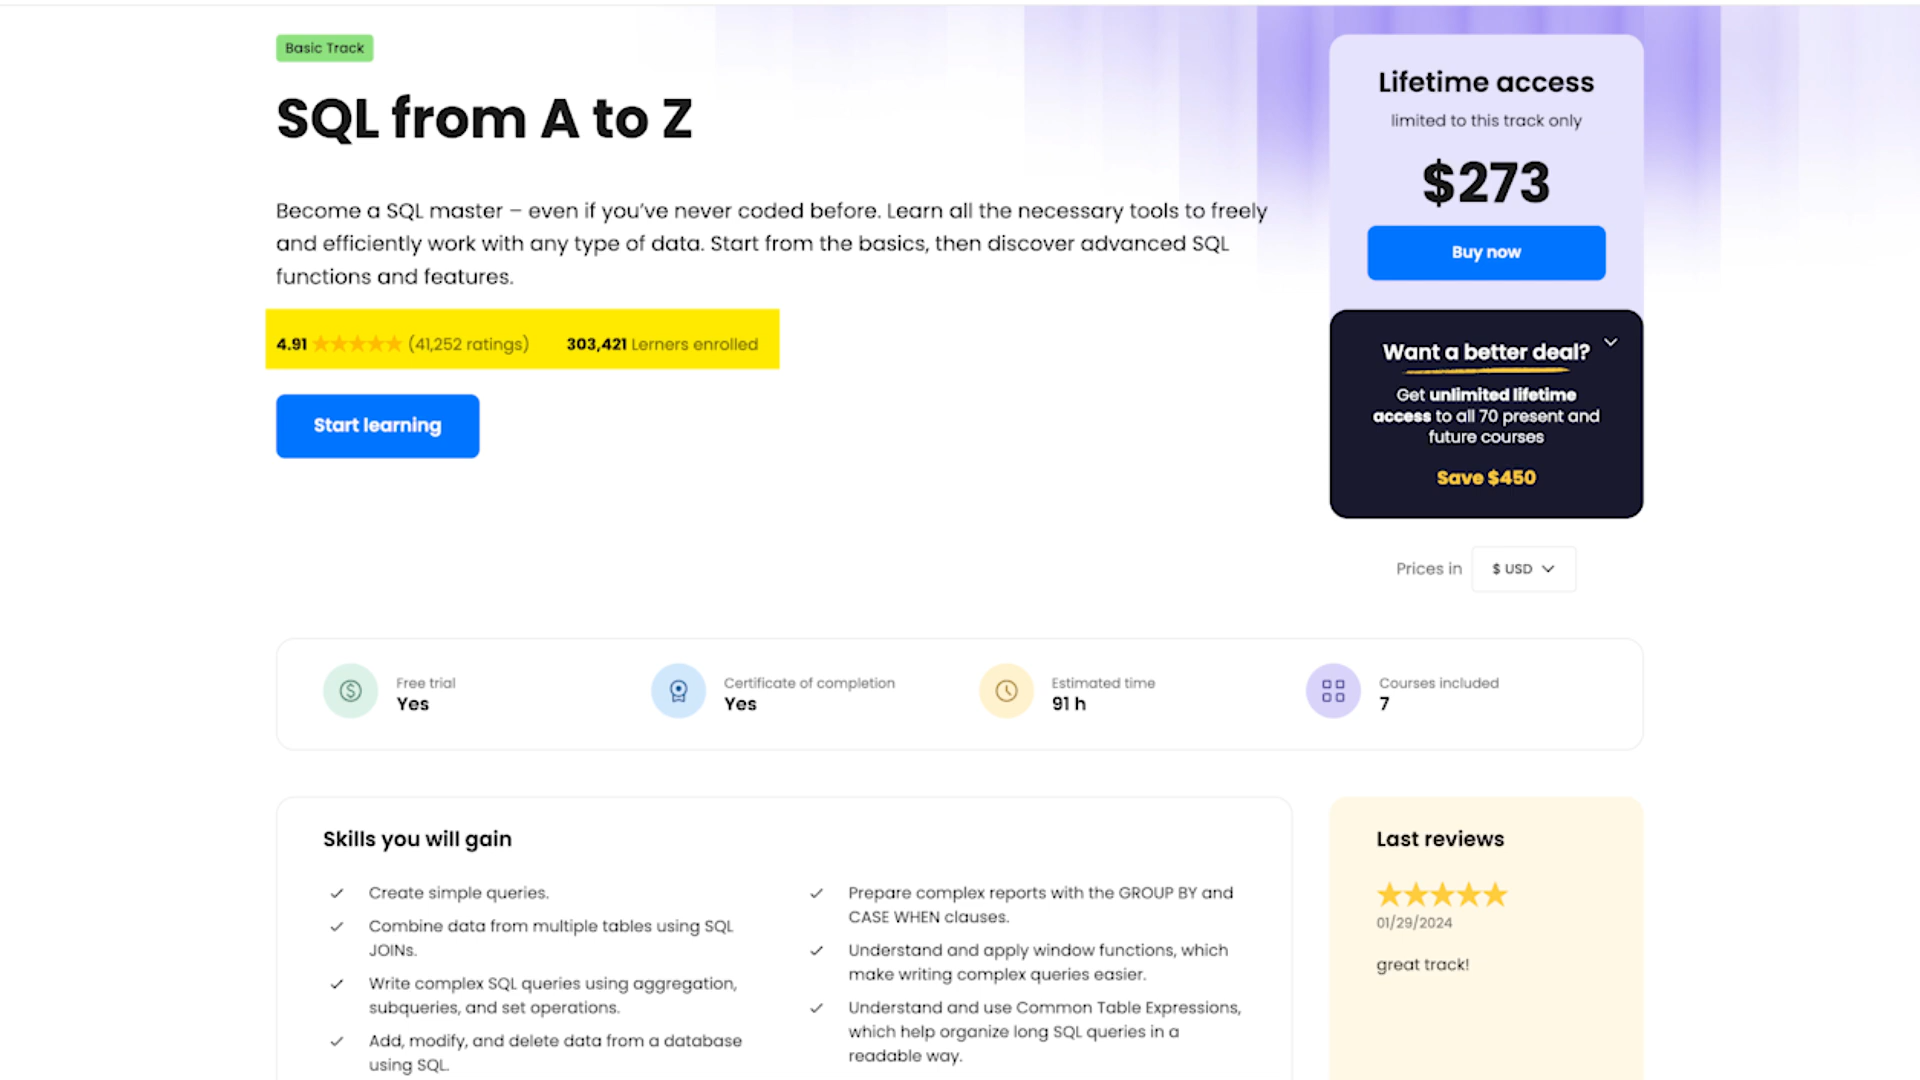 Basic Track
SQL from A to Z
Become a SQL master – even if you've never coded before. Learn all the necessary tools to freely
and efficiently work with any type of data. Start from the basics, then discover advanced SQL
functions and features.
4.91 (41,252 ratings) 303,421 Lerners enrolled
Start learning
Lifetime access
limited to this track only
$273
Buy now
Want a better deal?
Get unlimited lifetime
access to all 70 present and
future courses
Save $450
Prices in $ USD
Free trial
Yes
Certificate of completion
Yes
Estimated time
91 h
Courses included
7
Skills you will gain
Create simple queries.
Combine data from multiple tables using SQL
JOINs.
Write complex SQL queries using aggregation,
subqueries, and set operations.
Add, modify, and delete data from a database
using SQL.
Prepare complex reports with the GROUP BY and
CASE WHEN clauses.
Understand and apply window functions, which
make writing complex queries easier.
Understand and use Common Table Expressions,
which help organize long SQL queries in a
readable way.
Last reviews
01/29/2024
great track!